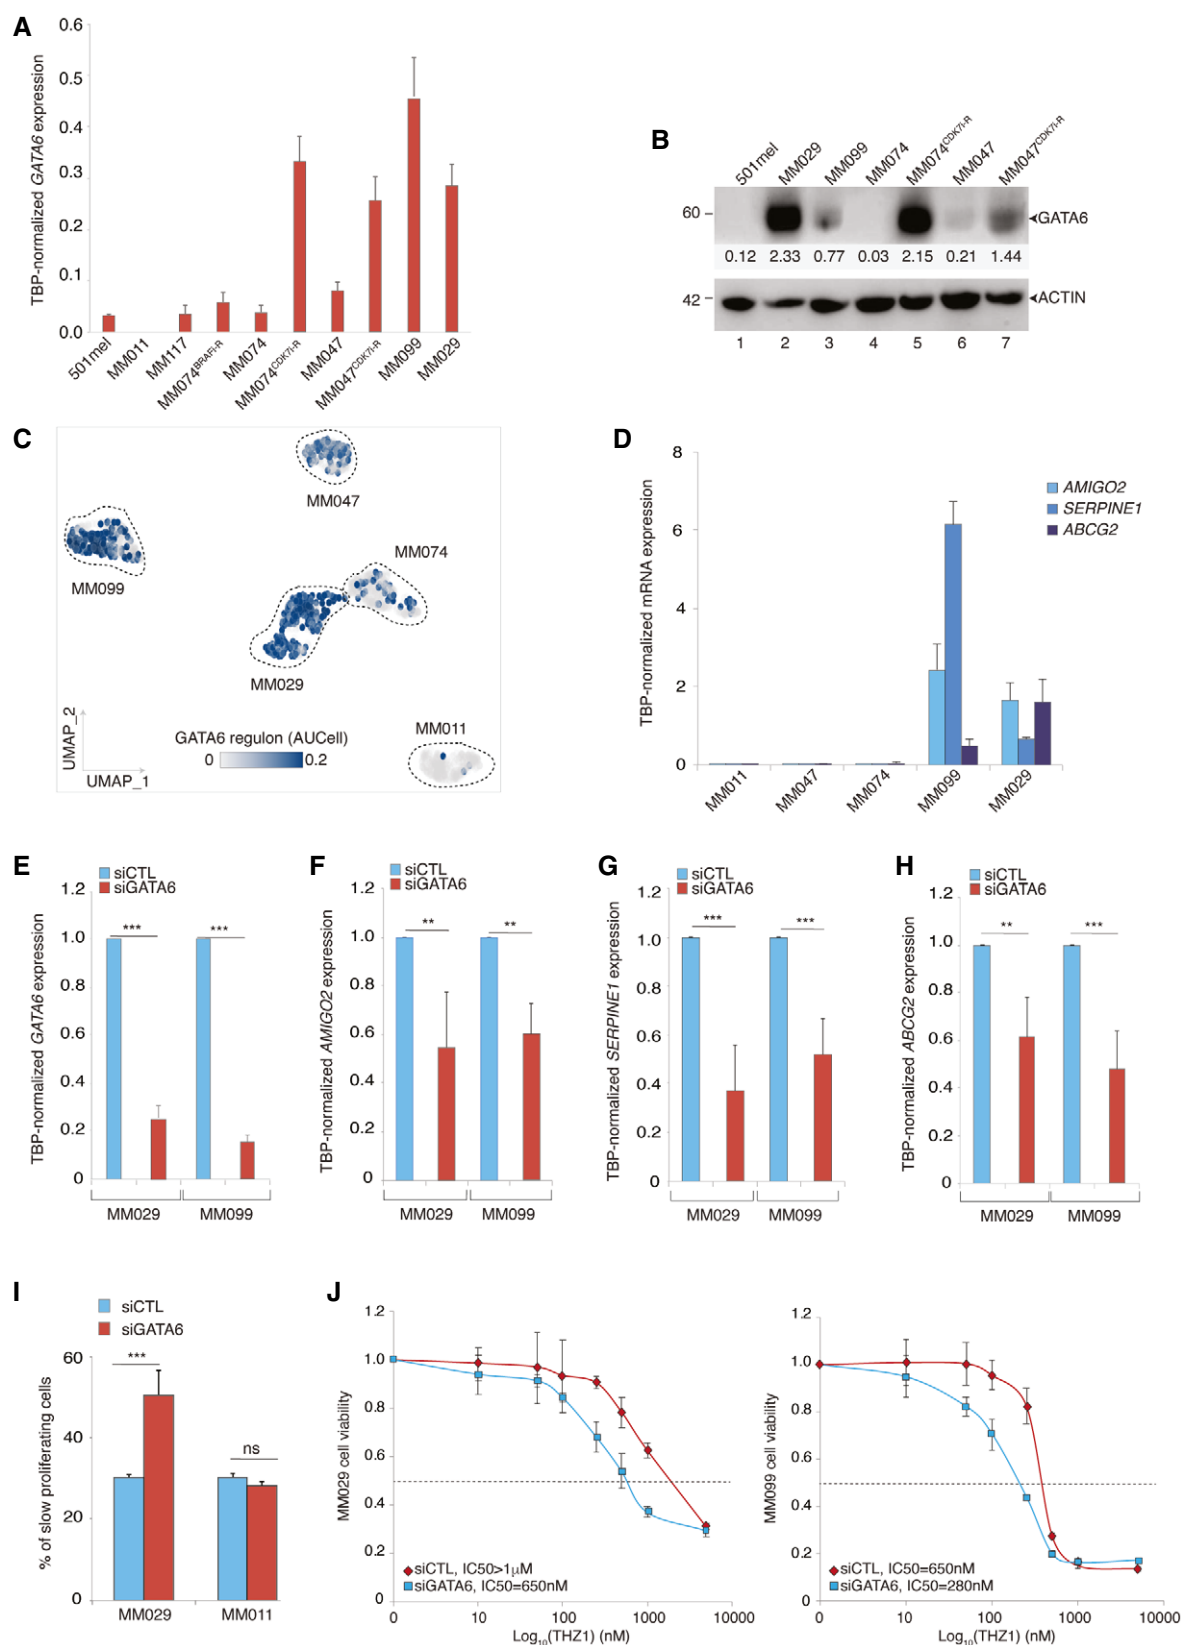 A
TBP-normalized GATA6 expression
0.6
0.5
0.4
0.3
0.2
0.1
0.0
501mel
MM011
MM117
MM074BRAFi-R
MM074
MM074CDK7i-R
MM047
MM047CDK7i-R
MM099
MM029
B
501mel
MM029
MM099
MM074
MM074CDK7i-R
MM047
MM047CDK7i-R
60
GATA6
0.12 2.33 0.77 0.03 2.15 0.21 1.44
42
ACTIN
1 2 3 4 5 6 7
C
MM047
MM099
MM074
MM029
MM011
GATA6 regulon (AUCell)
0 0.2
UMAP_2
UMAP_1
D
TBP-normalized mRNA expression
8
6
4
2
0
AMIGO2
SERPINE1
ABCG2
MM011
MM047
MM074
MM099
MM029
E
siCTL
siGATA6
TBP-normalized GATA6 expression
1.2
1.0
0.8
0.6
0.4
0.2
0
***
***
MM029 MM099
F
siCTL
siGATA6
TBP-normalized AMIGO2 expression
1.2
1.0
0.8
0.6
0.4
0.2
0
**
**
MM029 MM099
G
siCTL
siGATA6
TBP-normalized SERPINE1 expression
1.2
1.0
0.8
0.6
0.4
0.2
0
***
***
MM029 MM099
H
siCTL
siGATA6
TBP-normalized ABCG2 expression
1.2
1.0
0.8
0.6
0.4
0.2
0
**
***
MM029 MM099
I
siCTL
siGATA6
% of slow proliferating cells
60
40
20
0
***
ns
MM029 MM011
J
MM029 cell viability
1.2
1.0
0.8
0.6
0.4
0.2
0
siCTL, IC50>1µM
siGATA6, IC50=650nM
0 10 100 1000 10000
Log10(THZ1) (nM)
MM099 cell viability
1.2
1.0
0.8
0.6
0.4
0.2
0
siCTL, IC50=650nM
siGATA6, IC50=280nM
0 10 100 1000 10000
Log10(THZ1) (nM)